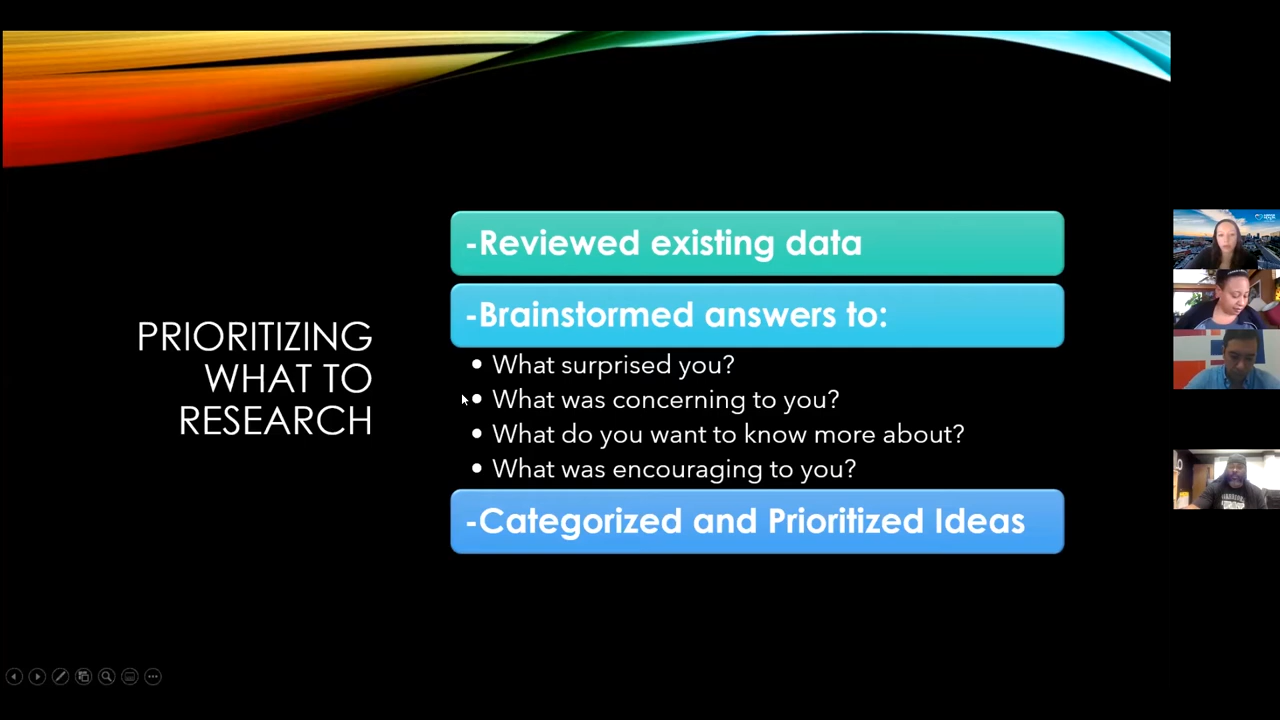 PRIORITIZING
WHAT TO
RESEARCH
-Reviewed existing data
-Brainstormed answers to:
• What surprised you?
• What was concerning to you?
• What do you want to know more about?
• What was encouraging to you?
-Categorized and Prioritized Ideas